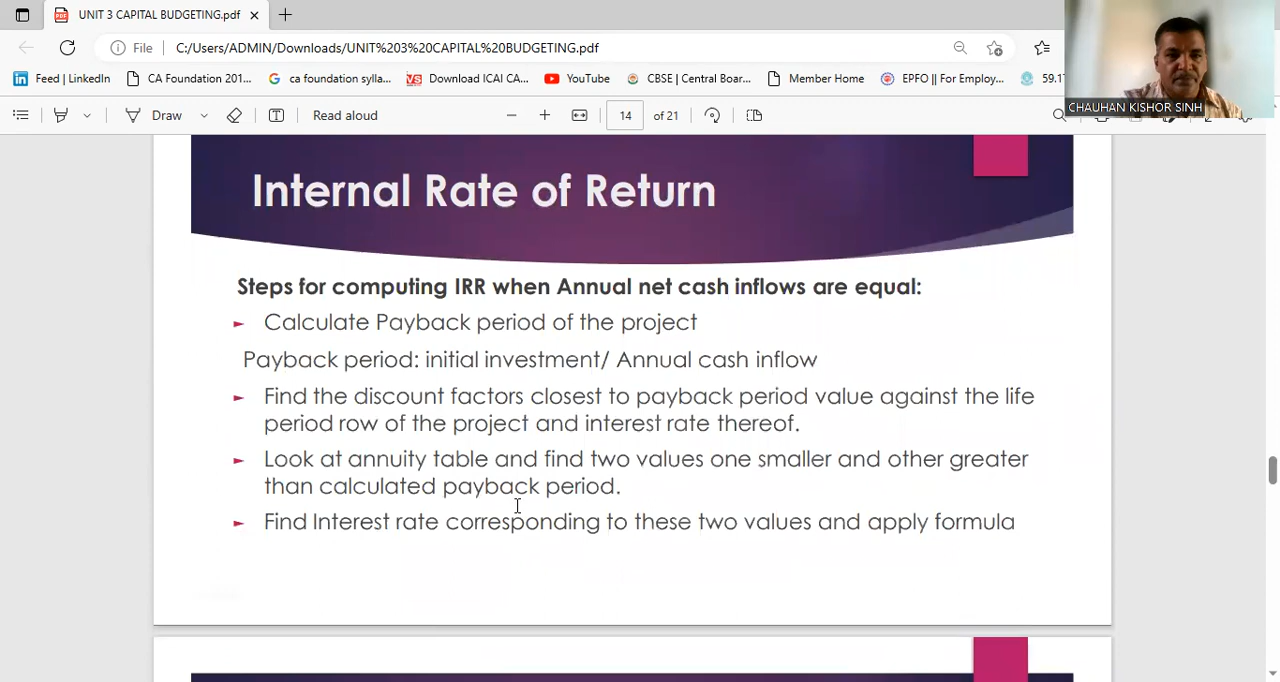 UNIT 3 CAPITAL BUDGETING.pdf
File C:/Users/ADMIN/Downloads/UNIT%203%20CAPITAL%20BUDGETING.pdf
Feed | LinkedIn CA Foundation 201... ca foundation sylla... Download ICAI CA... YouTube CBSE | Central Boar... Member Home EPFO || For Employ...
Draw Read aloud 14 of 21
CHAUHAN KISHOR SINH
Internal Rate of Return
Steps for computing IRR when Annual net cash inflows are equal:
► Calculate Payback period of the project
Payback period: initial investment/ Annual cash inflow
► Find the discount factors closest to payback period value against the life
period row of the project and interest rate thereof.
► Look at annuity table and find two values one smaller and other greater
than calculated payback period.
► Find Interest rate corresponding to these two values and apply formula